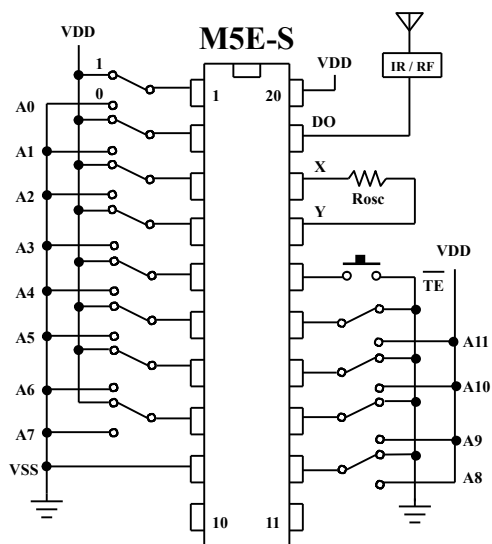 M5E-S
VDD
VDD
IR / RF
1
0
1
20
DO
A0
A1
X
Rosc
A2
Y
A3
VDD
TE
A4
A5
A11
A6
A10
A7
A9
VSS
A8
10
11